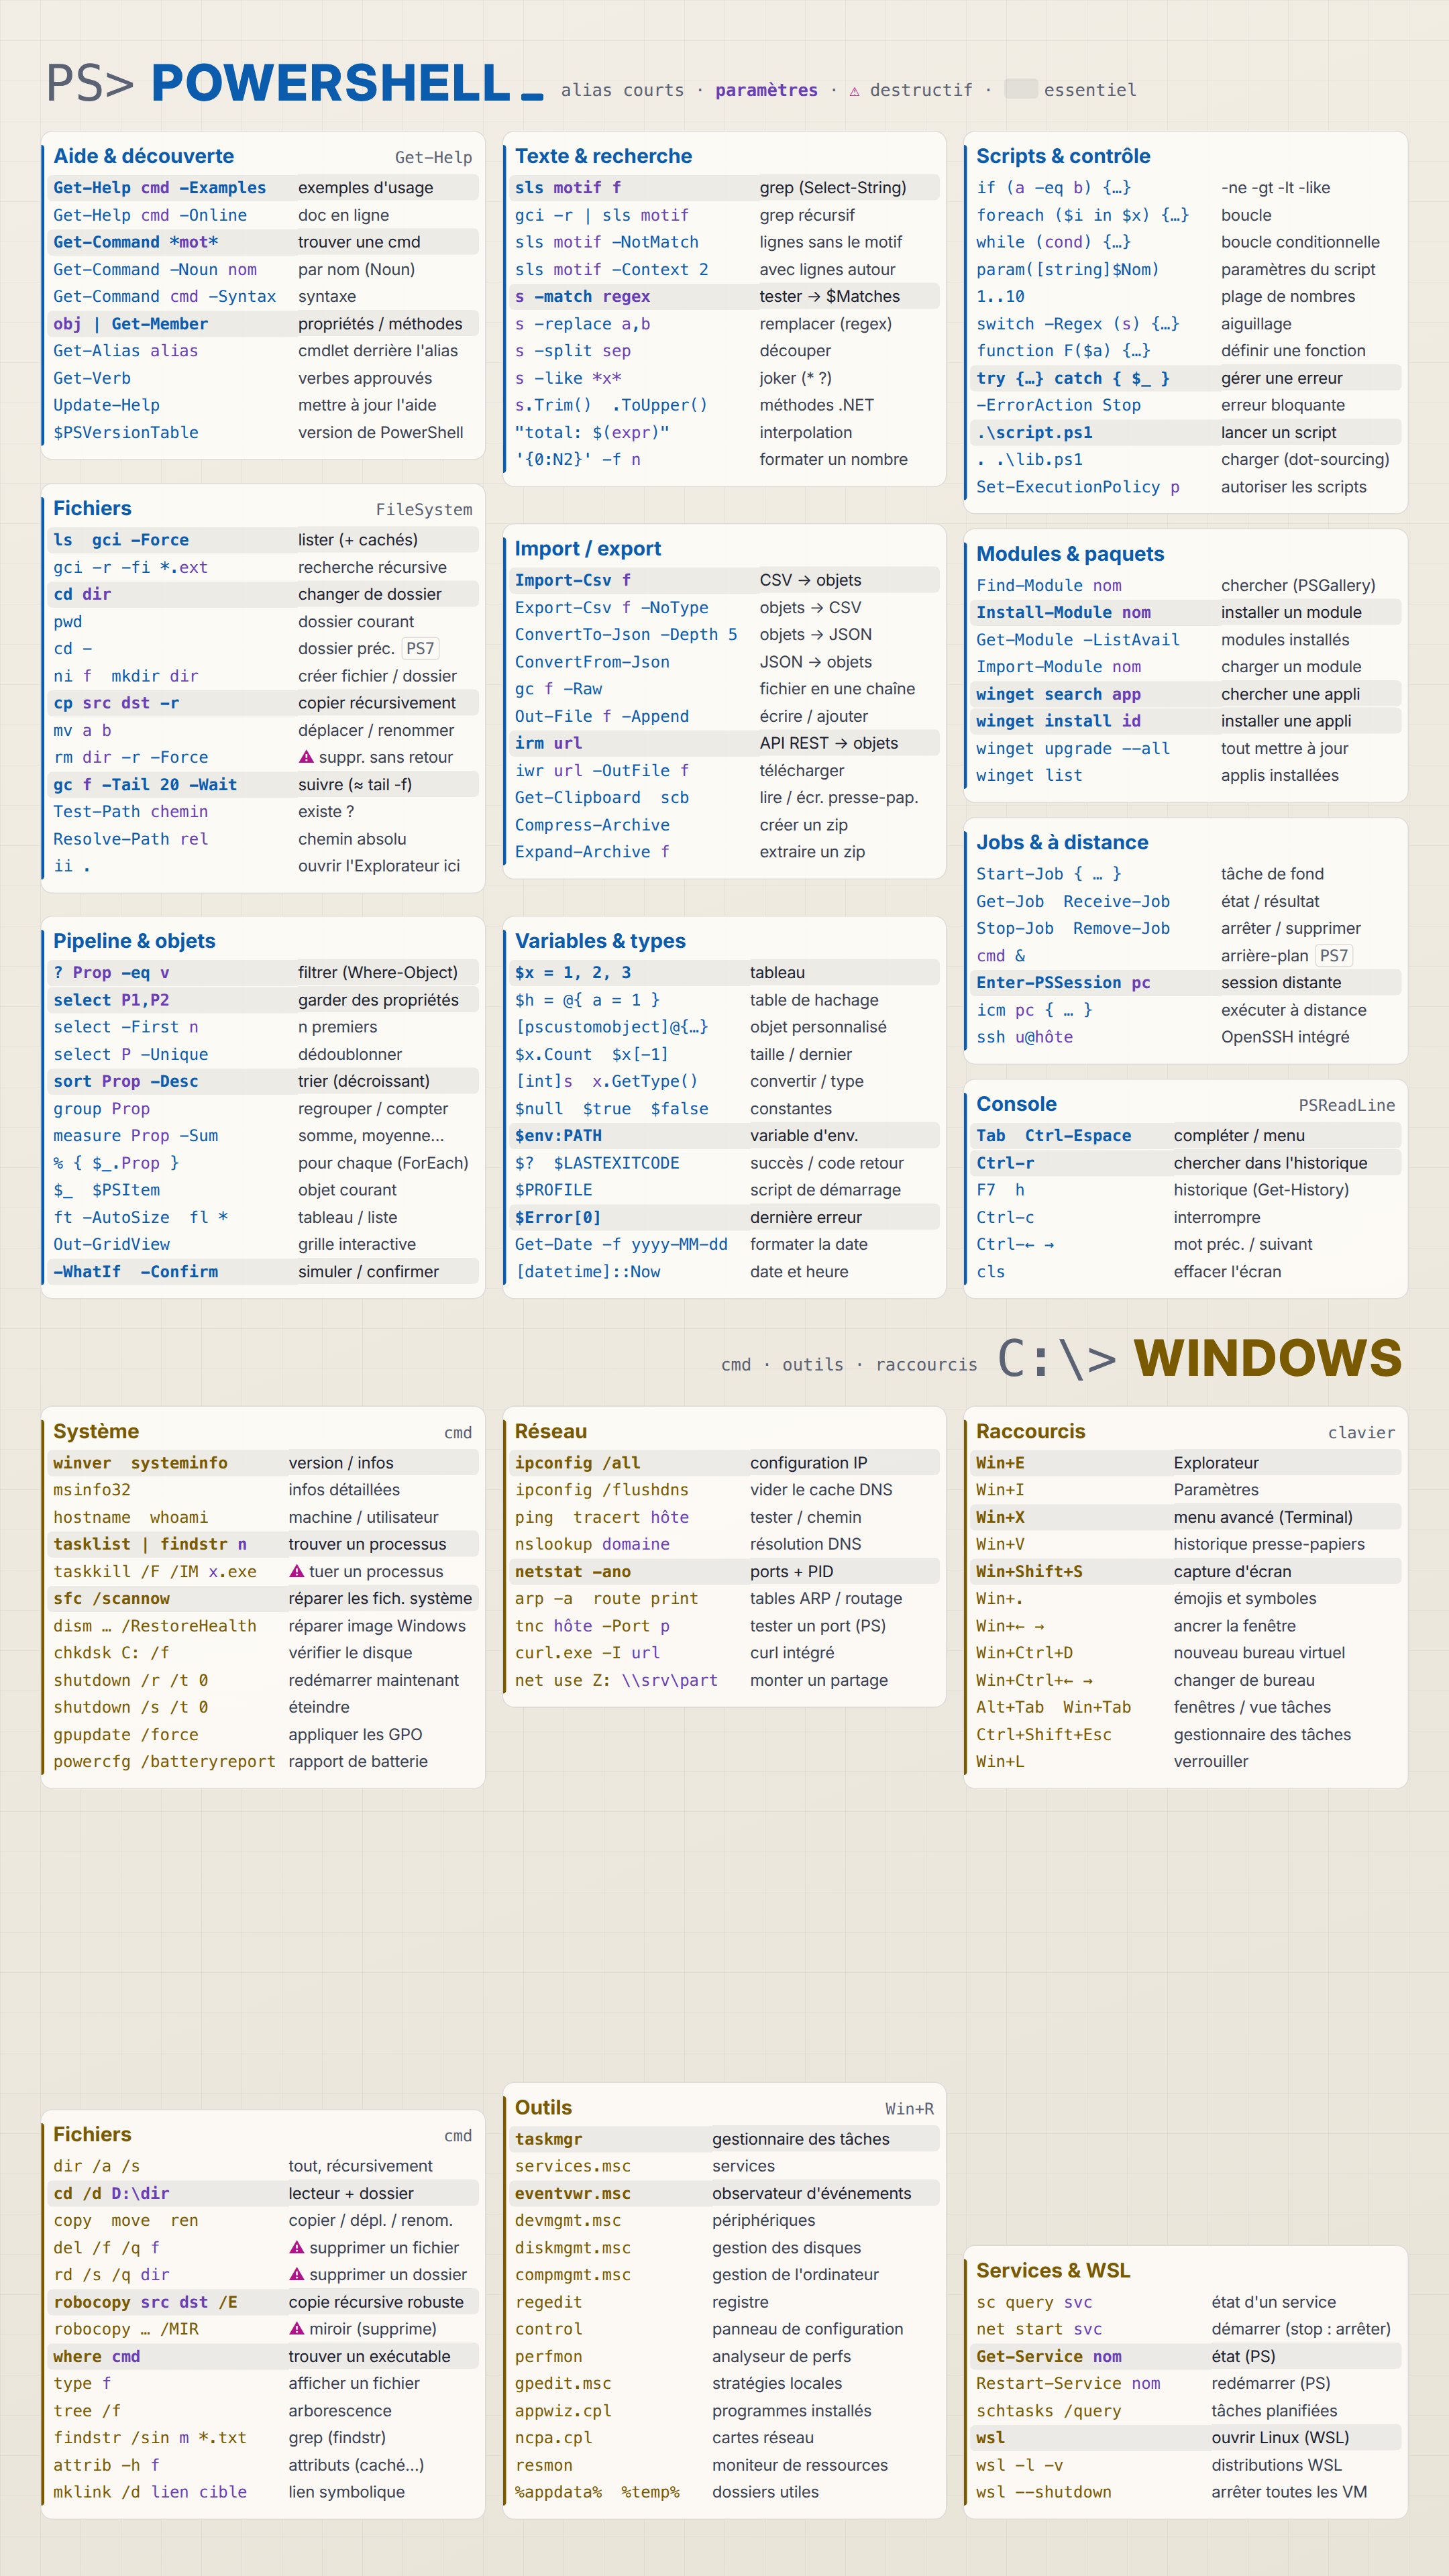 PS> POWERSHELL_ alias courts · paramètres · ⚠ destructif · essentiel
Aide & découverte Get-Help
Get-Help cmd -Examples exemples d'usage
Get-Help cmd -Online doc en ligne
Get-Command *mot* trouver une cmd
Get-Command -Noun nom par nom (Noun)
Get-Command cmd -Syntax syntaxe
obj | Get-Member propriétés / méthodes
Get-Alias alias cmdlet derrière l'alias
Get-Verb verbes approuvés
Update-Help mettre à jour l'aide
$PSVersionTable version de PowerShell
Fichiers FileSystem
ls gci -Force lister (+ cachés)
gci -r -fi *.ext recherche récursive
cd dir changer de dossier
pwd dossier courant
cd - dossier préc. PS7
ni f mkdir dir créer fichier / dossier
cp src dst -r copier récursivement
mv a b déplacer / renommer
rm dir -r -Force ⚠ suppr. sans retour
gc f -Tail 20 -Wait suivre (≈ tail -f)
Test-Path chemin existe ?
Resolve-Path rel chemin absolu
ii . ouvrir l'Explorateur ici
Pipeline & objets
? Prop -eq v filtrer (Where-Object)
select P1,P2 garder des propriétés
select -First n n premiers
select P -Unique dédoublonner
sort Prop -Desc trier (décroissant)
group Prop regrouper / compter
measure Prop -Sum somme, moyenne…
% { $_.Prop } pour chaque (ForEach)
$_ $PSItem objet courant
ft -AutoSize fl * tableau / liste
Out-GridView grille interactive
-WhatIf -Confirm simuler / confirmer
Texte & recherche
sls motif f grep (Select-String)
gci -r | sls motif grep récursif
sls motif -NotMatch lignes sans le motif
sls motif -Context 2 avec lignes autour
s -match regex tester → $Matches
s -replace a,b remplacer (regex)
s -split sep découper
s -like *x* joker (* ?)
s.Trim() .ToUpper() méthodes .NET
"total: $(expr)" interpolation
'{0:N2}' -f n formater un nombre
Import / export
Import-Csv f CSV → objets
Export-Csv f -NoType objets → CSV
ConvertTo-Json -Depth 5 objets → JSON
ConvertFrom-Json JSON → objets
gc f -Raw fichier en une chaîne
Out-File f -Append écrire / ajouter
irm url API REST → objets
iwr url -OutFile f télécharger
Get-Clipboard scb lire / écr. presse-pap.
Compress-Archive créer un zip
Expand-Archive f extraire un zip
Variables & types
$x = 1, 2, 3 tableau
$h = @{ a = 1 } table de hachage
[pscustomobject]@{…} objet personnalisé
$x.Count $x[-1] taille / dernier
[int]s x.GetType() convertir / type
$null $true $false constantes
$env:PATH variable d'env.
$? $LASTEXITCODE succès / code retour
$PROFILE script de démarrage
$Error[0] dernière erreur
Get-Date -f yyyy-MM-dd formater la date
[datetime]::Now date et heure
Scripts & contrôle
if (a -eq b) {…} -ne -gt -lt -like
foreach ($i in $x) {…} boucle
while (cond) {…} boucle conditionnelle
param([string]$Nom) paramètres du script
1..10 plage de nombres
switch -Regex (s) {…} aiguillage
function F($a) {…} définir une fonction
try {…} catch { $_ } gérer une erreur
-ErrorAction Stop erreur bloquante
.\script.ps1 lancer un script
. .\lib.ps1 charger (dot-sourcing)
Set-ExecutionPolicy p autoriser les scripts
Modules & paquets
Find-Module nom chercher (PSGallery)
Install-Module nom installer un module
Get-Module -ListAvail modules installés
Import-Module nom charger un module
winget search app chercher une appli
winget install id installer une appli
winget upgrade --all tout mettre à jour
winget list applis installées
Jobs & à distance
Start-Job { … } tâche de fond
Get-Job Receive-Job état / résultat
Stop-Job Remove-Job arrêter / supprimer
cmd & arrière-plan PS7
Enter-PSSession pc session distante
icm pc { … } exécuter à distance
ssh u@hôte OpenSSH intégré
Console PSReadLine
Tab Ctrl-Espace compléter / menu
Ctrl-r chercher dans l'historique
F7 h historique (Get-History)
Ctrl-c interrompre
Ctrl-← → mot préc. / suivant
cls effacer l'écran
cmd · outils · raccourcis C:\> WINDOWS
Système cmd
winver systeminfo version / infos
msinfo32 infos détaillées
hostname whoami machine / utilisateur
tasklist | findstr n trouver un processus
taskkill /F /IM x.exe ⚠ tuer un processus
sfc /scannow réparer les fich. système
dism … /RestoreHealth réparer image Windows
chkdsk C: /f vérifier le disque
shutdown /r /t 0 redémarrer maintenant
shutdown /s /t 0 éteindre
gpupdate /force appliquer les GPO
powercfg /batteryreport rapport de batterie
Réseau
ipconfig /all configuration IP
ipconfig /flushdns vider le cache DNS
ping tracert hôte tester / chemin
nslookup domaine résolution DNS
netstat -ano ports + PID
arp -a route print tables ARP / routage
tnc hôte -Port p tester un port (PS)
curl.exe -I url curl intégré
net use Z: \\srv\part monter un partage
Raccourcis clavier
Win+E Explorateur
Win+I Paramètres
Win+X menu avancé (Terminal)
Win+V historique presse-papiers
Win+Shift+S capture d'écran
Win+. émojis et symboles
Win+← → ancrer la fenêtre
Win+Ctrl+D nouveau bureau virtuel
Win+Ctrl+← → changer de bureau
Alt+Tab Win+Tab fenêtres / vue tâches
Ctrl+Shift+Esc gestionnaire des tâches
Win+L verrouiller
Fichiers cmd
dir /a /s tout, récursivement
cd /d D:\dir lecteur + dossier
copy move ren copier / dépl. / renom.
del /f /q f ⚠ supprimer un fichier
rd /s /q dir ⚠ supprimer un dossier
robocopy src dst /E copie récursive robuste
robocopy … /MIR ⚠ miroir (supprime)
where cmd trouver un exécutable
type f afficher un fichier
tree /f arborescence
findstr /sin m *.txt grep (findstr)
attrib -h f attributs (caché…)
mklink /d lien cible lien symbolique
Outils Win+R
taskmgr gestionnaire des tâches
services.msc services
eventvwr.msc observateur d'événements
devmgmt.msc périphériques
diskmgmt.msc gestion des disques
compmgmt.msc gestion de l'ordinateur
regedit registre
control panneau de configuration
perfmon analyseur de perfs
gpedit.msc stratégies locales
appwiz.cpl programmes installés
ncpa.cpl cartes réseau
resmon moniteur de ressources
%appdata% %temp% dossiers utiles
Services & WSL
sc query svc état d'un service
net start svc démarrer (stop : arrêter)
Get-Service nom état (PS)
Restart-Service nom redémarrer (PS)
schtasks /query tâches planifiées
wsl ouvrir Linux (WSL)
wsl -l -v distributions WSL
wsl --shutdown arrêter toutes les VM